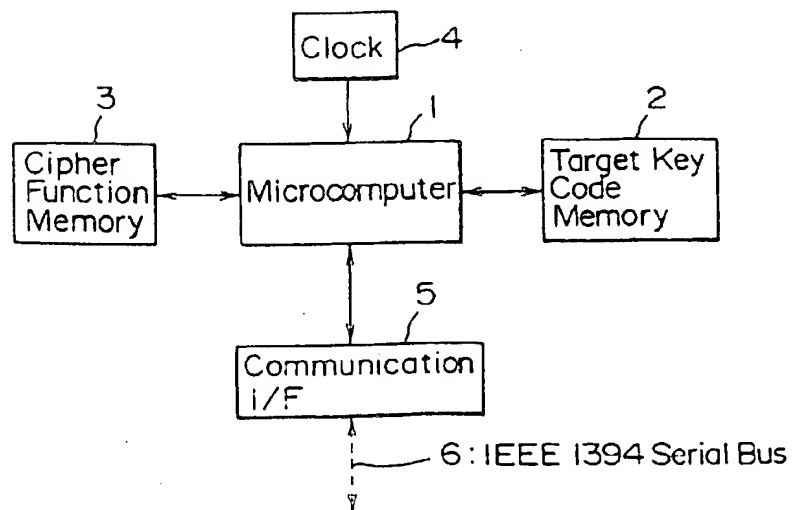 Clock
4
3
1
2
Cipher
Function
Memory
Microcomputer
Target Key
Code
Memory
5
Communication
i/F
6:IEEE 1394 Serial Bus